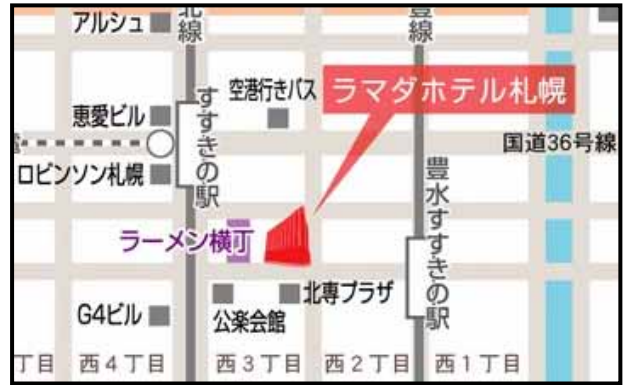 アルシュ
北線
豊線
空港行きバス
ラマダホテル札幌
恵愛ビル
すすきの駅
国道36号線
ロビンソン札幌
豊水すすきの駅
ラーメン横丁
北専プラザ
G4ビル
公楽会館
丁目
西4丁目
西3丁目
西2丁目
西1丁目